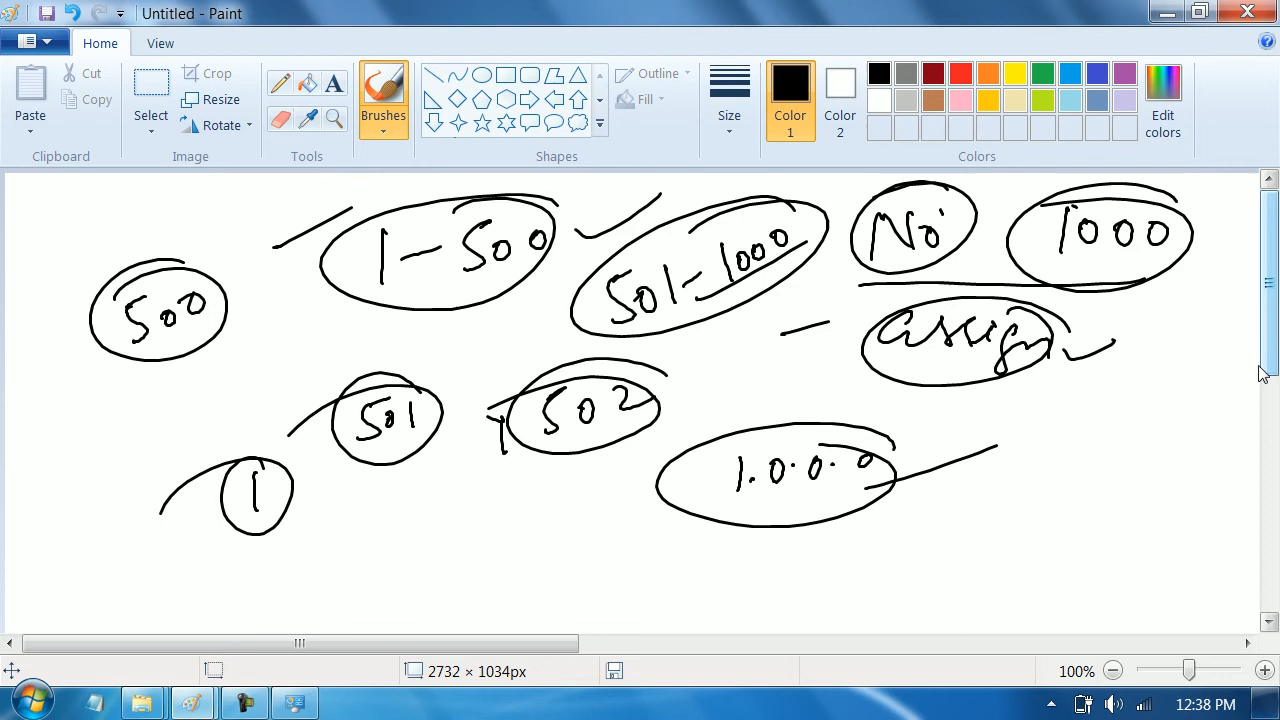 Untitled - Paint
Home View
Cut
Copy
Paste
Clipboard
Crop
Resize
Rotate
Select
Image
A
Tools
Brushes
Outline
Fill
Shapes
Size
Color 1
Color 2
Edit colors
Colors
1 - 500
501 - 1000
No
1000
500
- assign
501
502
1
1.0.0.0
2732 × 1034px
100%
12:38 PM